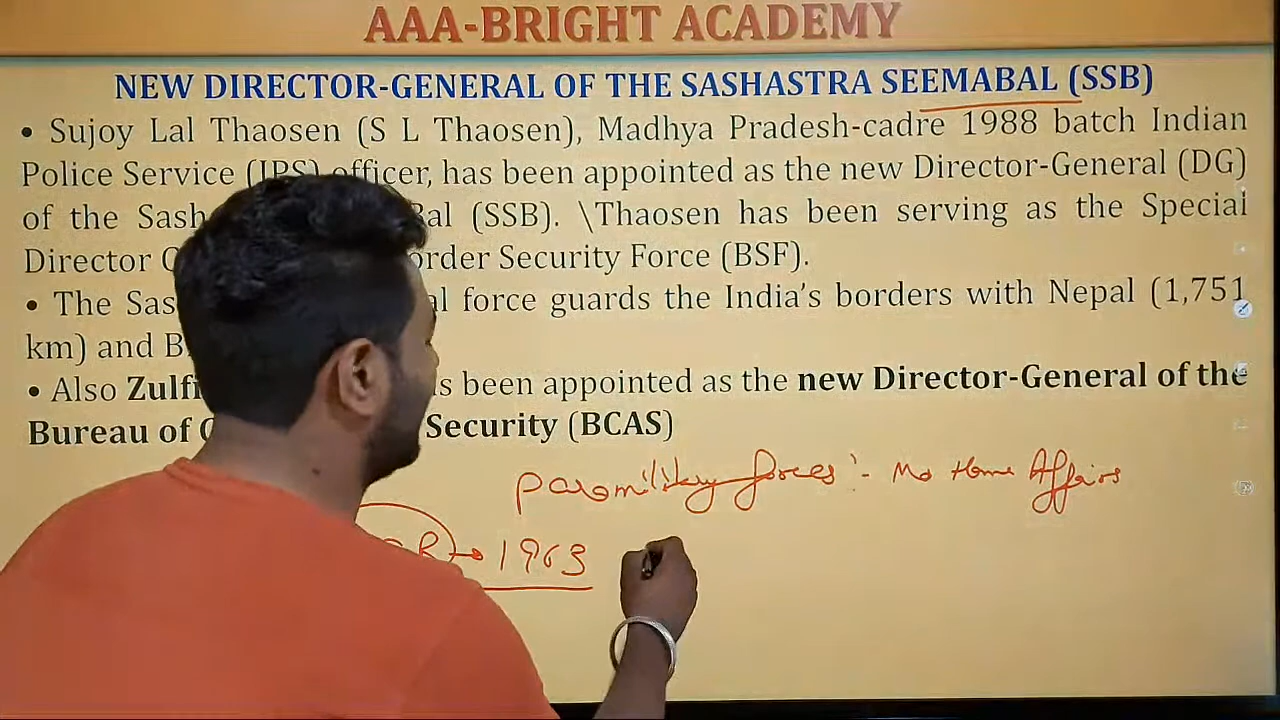 AAA-BRIGHT ACADEMY
NEW DIRECTOR-GENERAL OF THE SASHASTRA SEEMABAL (SSB)
• Sujoy Lal Thaosen (S L Thaosen), Madhya Pradesh-cadre 1988 batch Indian
Police Service (IPS) officer, has been appointed as the new Director-General (DG)
of the Sash Bal (SSB). \Thaosen has been serving as the Special
Director order Security Force (BSF).
• The Sas force guards the India's borders with Nepal (1,751
km) and B
• Also Zulfi s been appointed as the new Director-General of the
Bureau of C Security (BCAS)
Paramilitary forces :- Mo Home Affairs
→ 1963